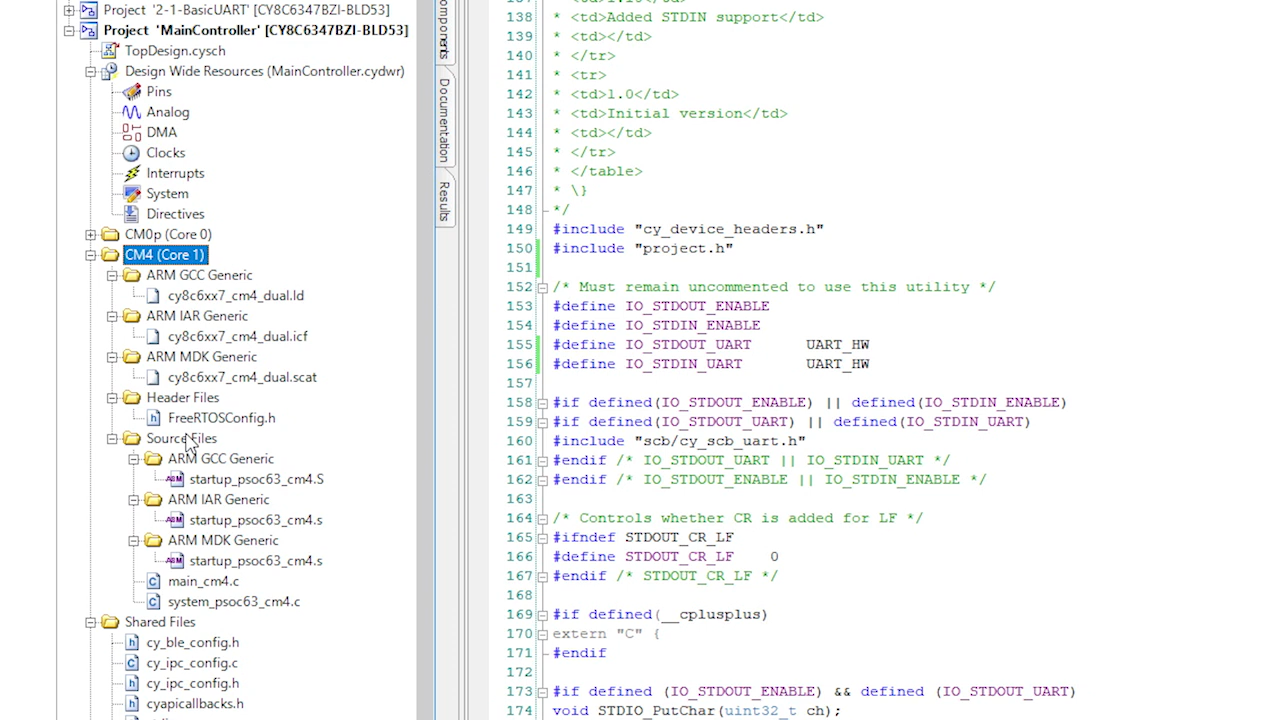 Project '2-1-BasicUART' [CY8C6347BZI-BLD53]
Project 'MainController' [CY8C6347BZI-BLD53]
TopDesign.cysch
Design Wide Resources (MainController.cydwr)
Pins
Analog
DMA
Clocks
Interrupts
System
Directives
CM0p (Core 0)
CM4 (Core 1)
ARM GCC Generic
cy8c6xx7_cm4_dual.ld
ARM IAR Generic
cy8c6xx7_cm4_dual.icf
ARM MDK Generic
cy8c6xx7_cm4_dual.scat
Header Files
FreeRTOSConfig.h
Source Files
ARM GCC Generic
startup_psoc63_cm4.S
ARM IAR Generic
startup_psoc63_cm4.s
ARM MDK Generic
startup_psoc63_cm4.s
main_cm4.c
system_psoc63_cm4.c
Shared Files
cy_ble_config.h
cy_ipc_config.c
cy_ipc_config.h
cyapicallbacks.h
Documentation
Results
138 * <td>Added STDIN support</td>
139 * <td></td>
140 * </tr>
141 * <tr>
142 * <td>1.0</td>
143 * <td>Initial version</td>
144 * <td></td>
145 * </tr>
146 * </table>
147 * \}
148 */
149 #include "cy_device_headers.h"
150 #include "project.h"
151
152 /* Must remain uncommented to use this utility */
153 #define IO_STDOUT_ENABLE
154 #define IO_STDIN_ENABLE
155 #define IO_STDOUT_UART UART_HW
156 #define IO_STDIN_UART UART_HW
157
158 #if defined(IO_STDOUT_ENABLE) || defined(IO_STDIN_ENABLE)
159 #if defined(IO_STDOUT_UART) || defined(IO_STDIN_UART)
160 #include "scb/cy_scb_uart.h"
161 #endif /* IO_STDOUT_UART || IO_STDIN_UART */
162 #endif /* IO_STDOUT_ENABLE || IO_STDIN_ENABLE */
163
164 /* Controls whether CR is added for LF */
165 #ifndef STDOUT_CR_LF
166 #define STDOUT_CR_LF 0
167 #endif /* STDOUT_CR_LF */
168
169 #if defined(__cplusplus)
170 extern "C" {
171 #endif
172
173 #if defined (IO_STDOUT_ENABLE) && defined (IO_STDOUT_UART)
174 void STDIO_PutChar(uint32_t ch);